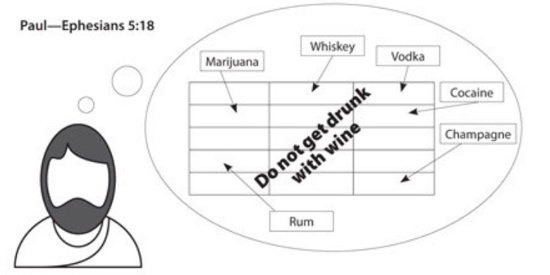 Paul—Ephesians 5:18
Whiskey
Marijuana
Vodka
Cocaine
Do not get drunk
with wine
Champagne
Rum